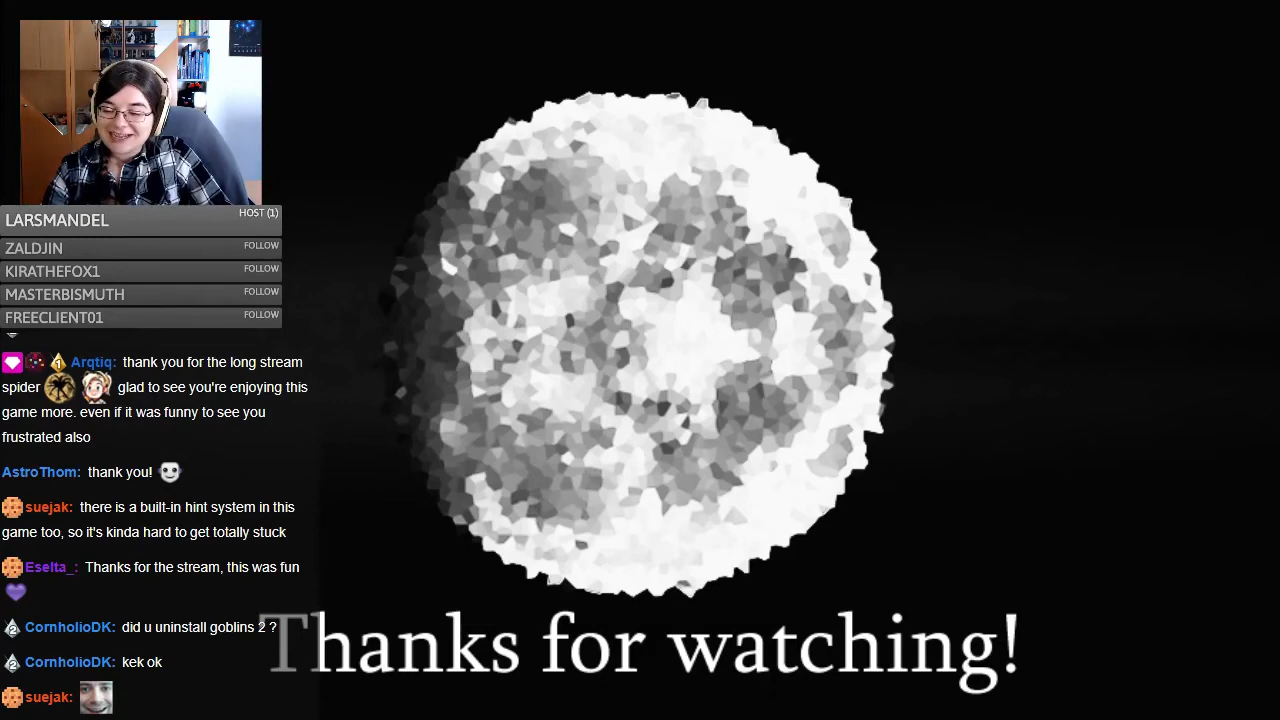 LARSMANDEL HOST (1)
ZALDJIN FOLLOW
KIRATHEFOX1 FOLLOW
MASTERBISMUTH FOLLOW
FREECLIENT01 FOLLOW
1 Arqtiq: thank you for the long stream
spider glad to see you're enjoying this
game more. even if it was funny to see you
frustrated also
AstroThom: thank you!
suejak: there is a built-in hint system in this
game too, so it's kinda hard to get totally stuck
Eselta_: Thanks for the stream, this was fun
2 CornholioDK: did u uninstall goblins 2 ?
2 CornholioDK: kek ok
suejak:
Thanks for watching!